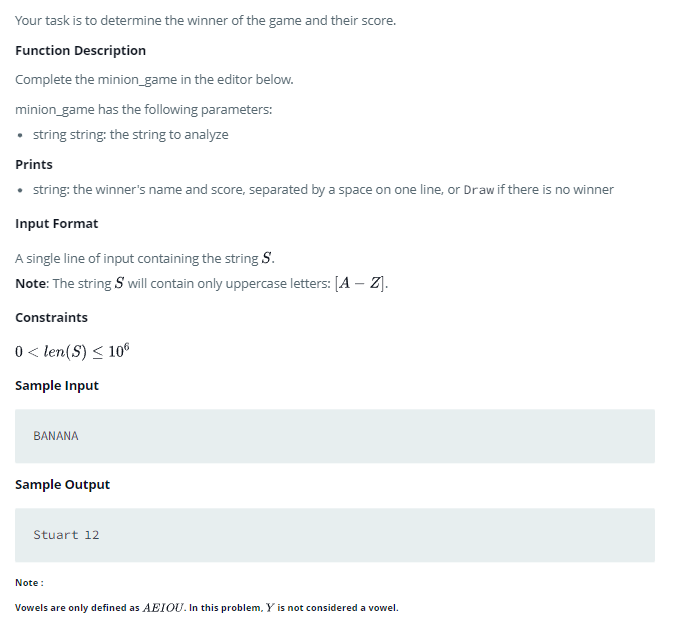 Your task is to determine the winner of the game and their score.
Function Description
Complete the minion_game in the editor below.
minion_game has the following parameters:
• string string: the string to analyze
Prints
• string: the winner's name and score, separated by a space on one line, or Draw if there is no winner
Input Format
A single line of input containing the string S.
Note: The string S will contain only uppercase letters: [A − Z].
Constraints
0 < len(S) ≤ 10⁶
Sample Input
BANANA
Sample Output
Stuart 12
Note :
Vowels are only defined as AEIOU. In this problem, Y is not considered a vowel.